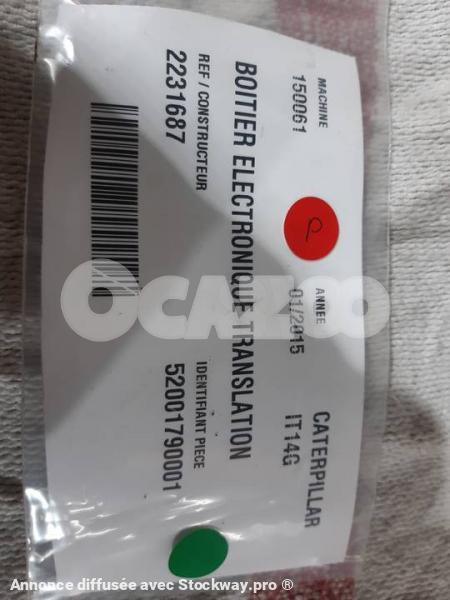 MACHINE
150061
ANNEE
01/2015
CATERPILLAR
IT14G
BOITIER ELECTRONIQUE TRANSLATION
REF / CONSTRUCTEUR
2231687
IDENTIFIANT PIECE
52001790001
OCAZOO
Annonce diffusée avec Stockway.pro ®